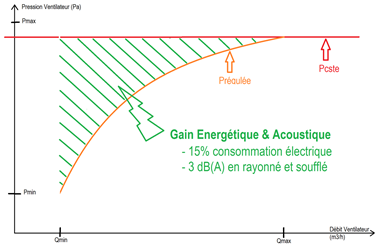 Pression Ventilateur (Pa)
Pmax
Prégulée
Pcste
Gain Energétique & Acoustique
- 15% consommation électrique
- 3 dB(A) en rayonné et soufflé
Pmin
Qmin
Qmax
Débit Ventilateur
(m3/h)